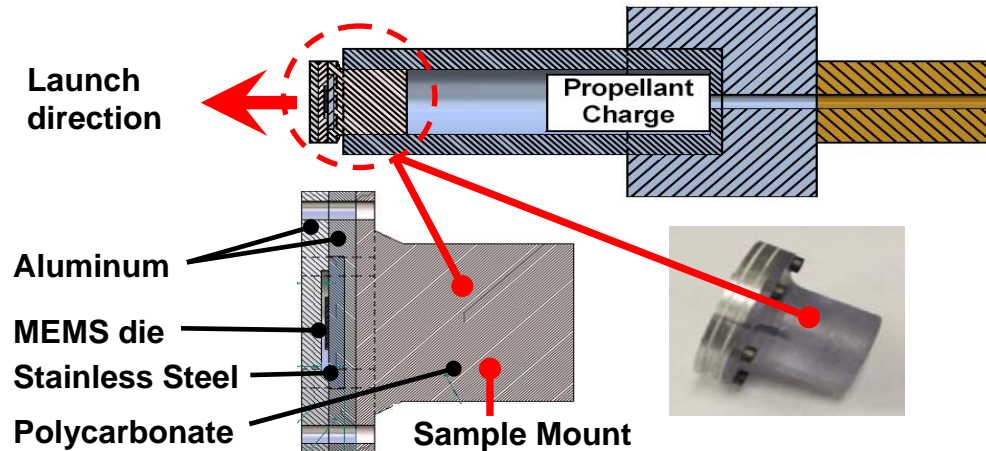 Launch
direction
Propellant
Charge
Aluminum
MEMS die
Stainless Steel
Polycarbonate
Sample Mount